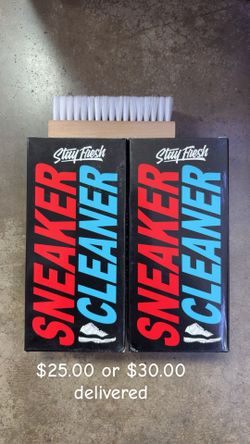 Stay Fresh
SNEAKER
CLEANER
Stay Fresh
SNEAKER
CLEANER
$25.00 or $30.00
delivered